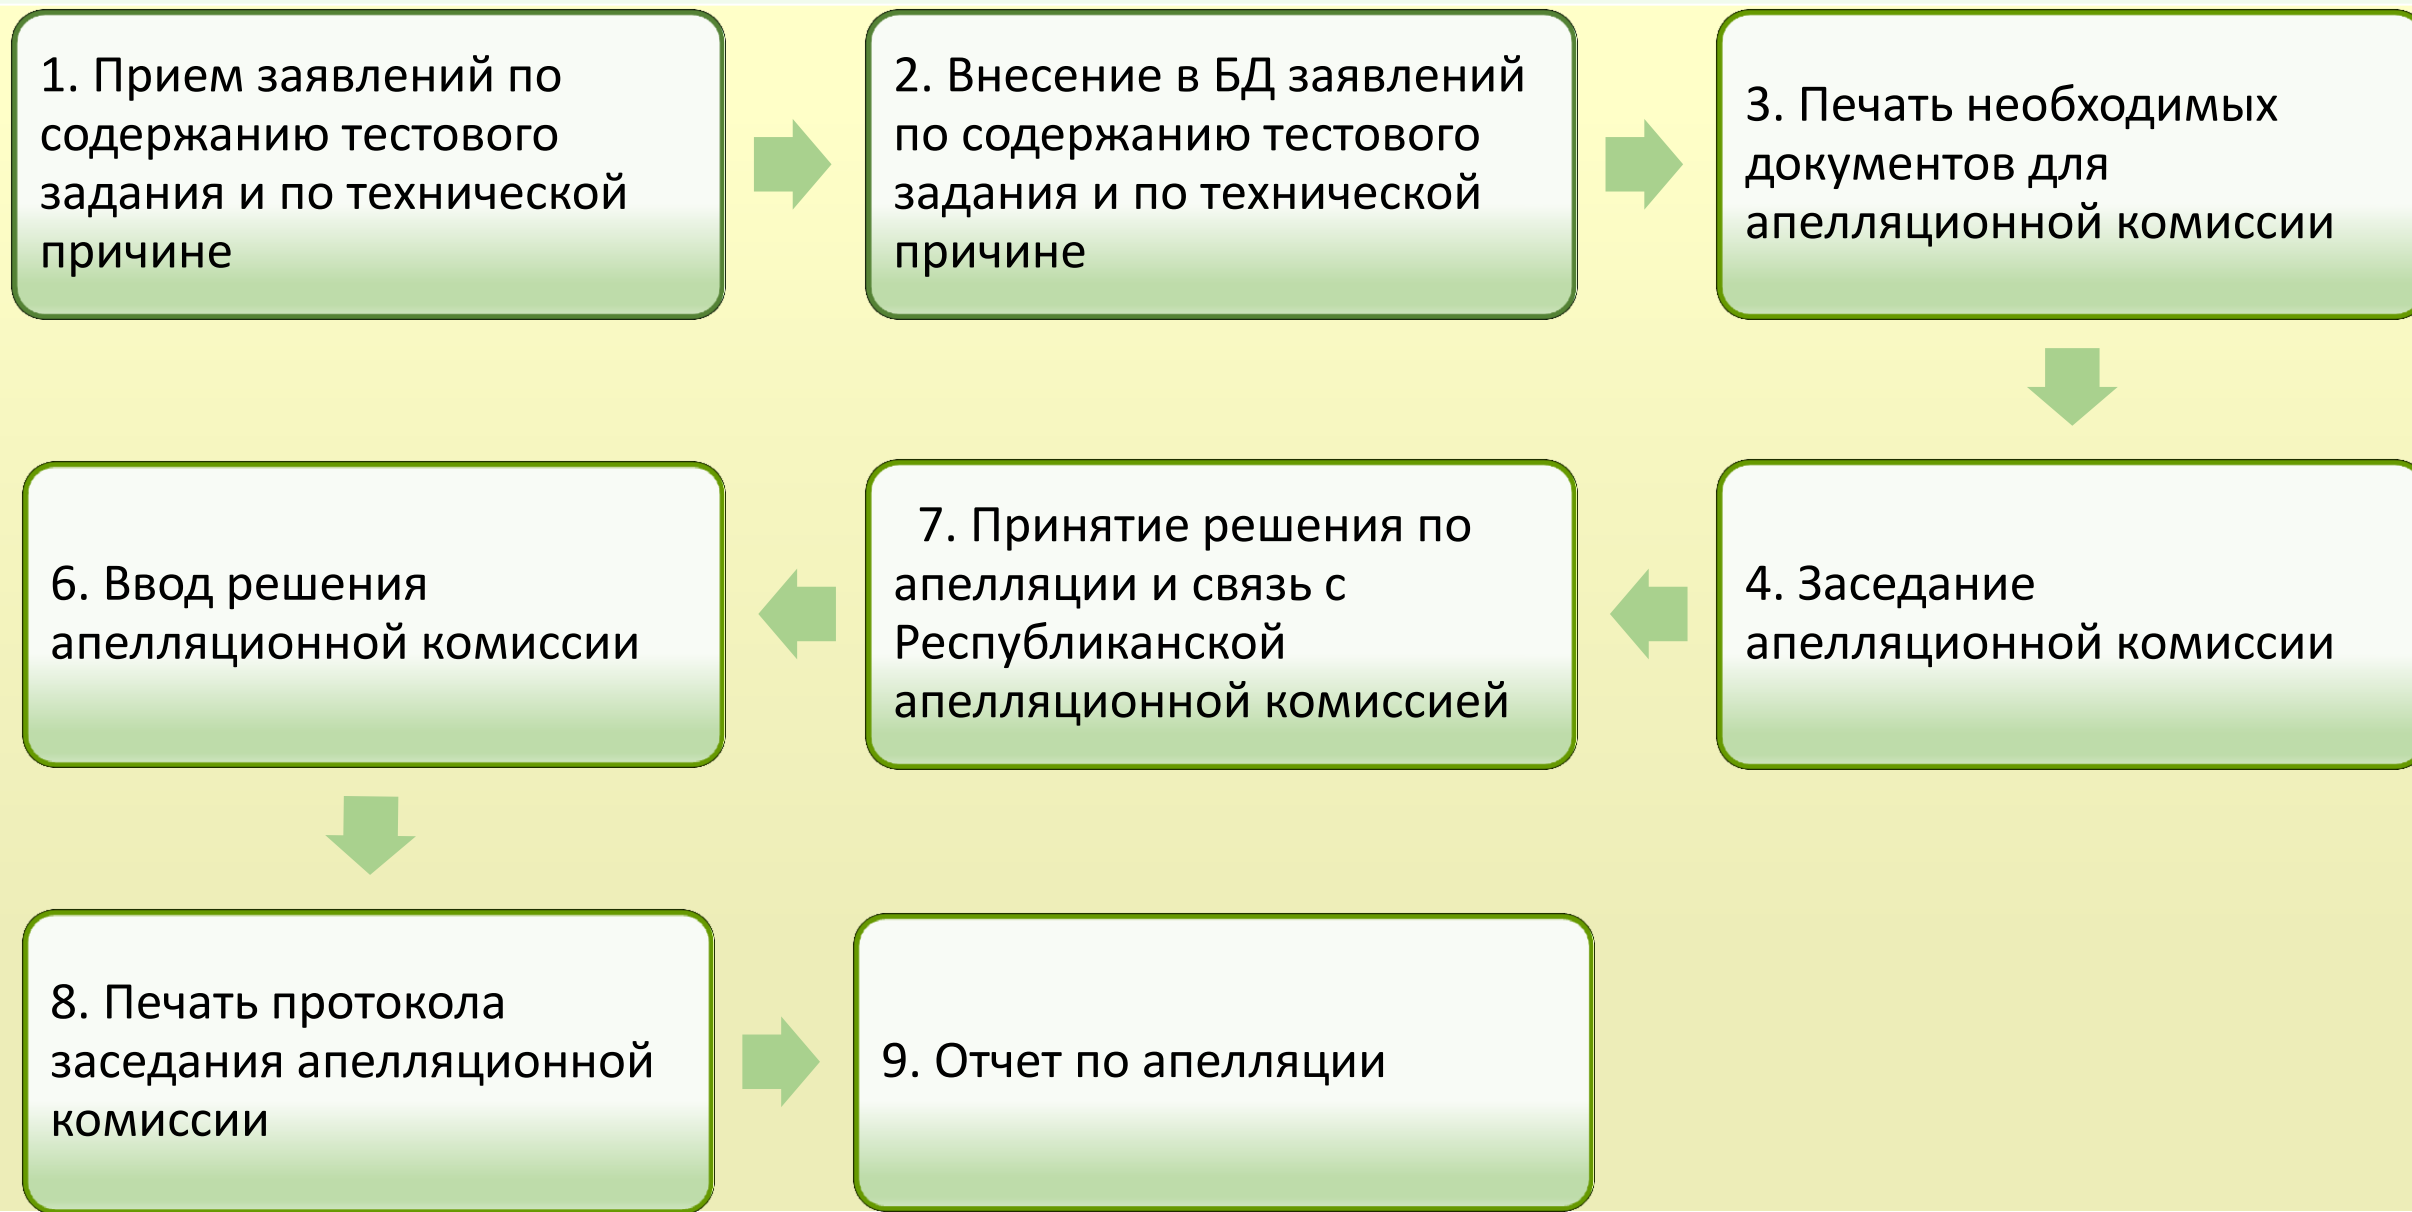 1. Прием заявлений по
содержанию тестового
задания и по технической
причине
2. Внесение в БД заявлений
по содержанию тестового
задания и по технической
причине
3. Печать необходимых
документов для
апелляционной комиссии
4. Заседание
апелляционной комиссии
7. Принятие решения по
апелляции и связь с
Республиканской
апелляционной комиссией
6. Ввод решения
апелляционной комиссии
8. Печать протокола
заседания апелляционной
комиссии
9. Отчет по апелляции